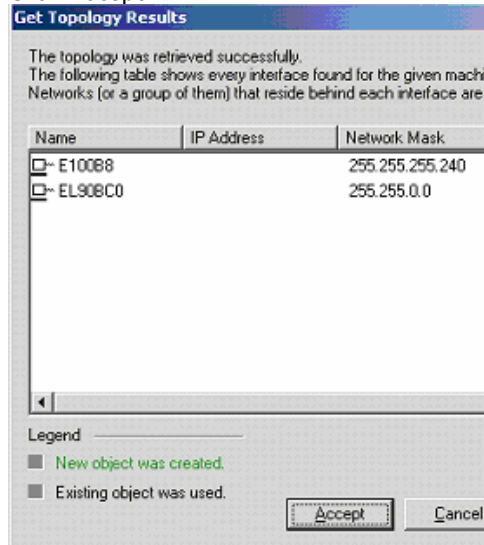 Get Topology Results
The topology was retrieved successfully.
The following table shows every interface found for the given machi
Networks (or a group of them) that reside behind each interface are
Name IP Address Network Mask
E100B8 255.255.255.240
EL90BC0 255.255.0.0
Legend
New object was created.
Existing object was used.
Accept Cancel